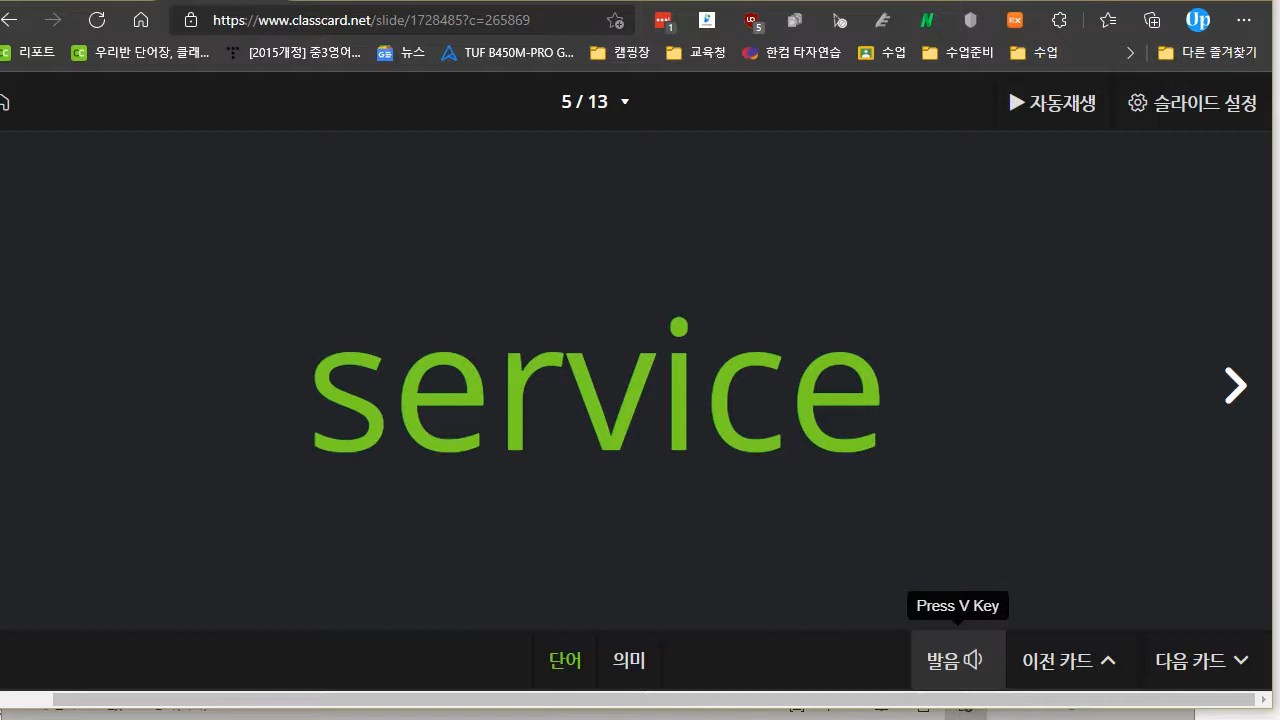 https://www.classcard.net/slide/1728485?c=265869
1
UD
5
Up
리포트
우리반 단어장, 클래...
[2015개정] 중3영어...
뉴스
TUF B450M-PRO G...
캠핑장
교육청
한컴 타자연습
수업
수업준비
수업
다른 즐겨찾기
5 / 13
자동재생
슬라이드 설정
service
Press V Key
단어
의미
발음
이전 카드
다음 카드